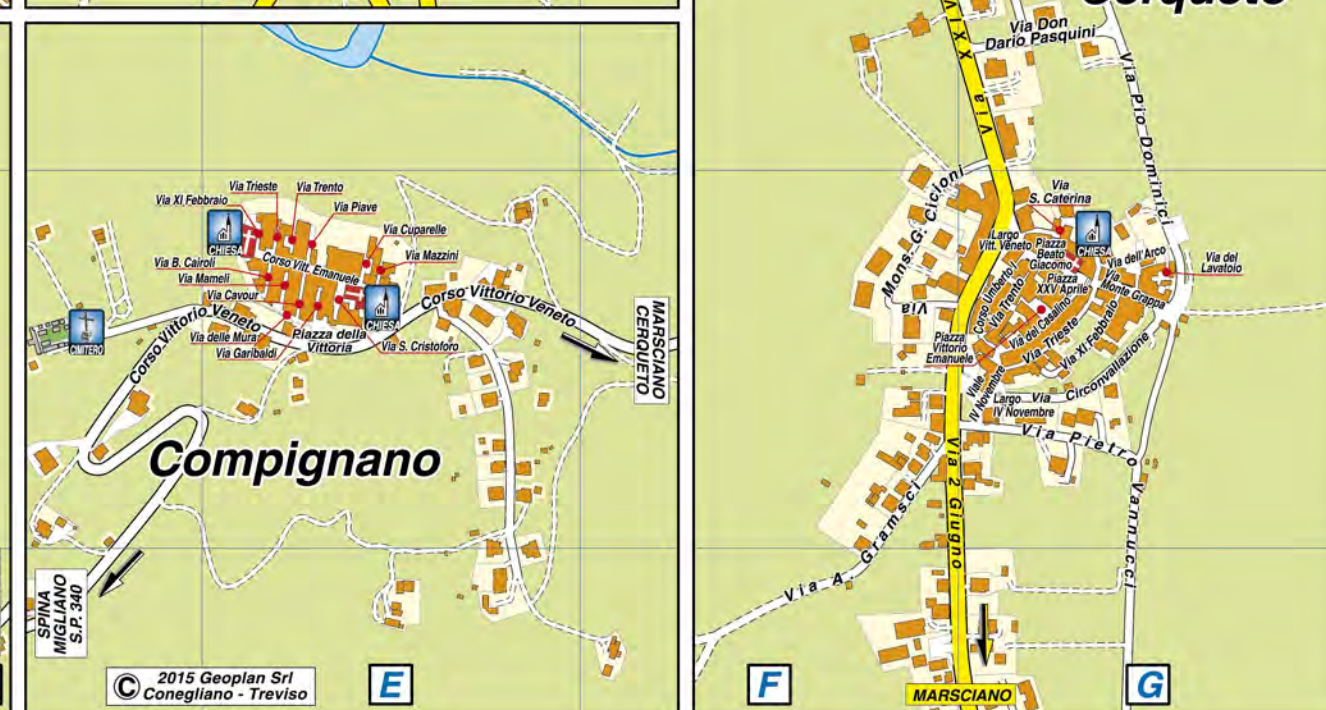 Via Trieste
Via Trento
Via XI Febbraio
Via Piave
CHIESA
Via Cuparelle
Corso Vitt. Emanuele
Via Mazzini
Via B. Cairoli
Via Mameli
Via Cavour
CHIESA
Corso Vittorio Veneto
Corso Vittorio Veneto
CIMITERO
Via delle Mura
Piazza della
Vittoria
Via S. Cristoforo
Via Garibaldi
MARSCIANO
CERQUETO
Compignano
SPINA
MIGLIANO
S.P. 340
© 2015 Geoplan Srl
Conegliano - Treviso
E
Via Don
Dario Pasquini
Via Pio Dominici
Via
Via
S. Caterina
Via Mons. G. Cicioni
CHIESA
Largo
Vitt. Veneto
Piazza
Beato
Giacomo
Via dell'Arco
Via del
Lavatoio
Piazza
XXV Aprile
Via
Monte Grappa
Corso Umberto I
Via Trento
Via del Casalino
Via Trieste
Via XI Febbraio
Piazza
Vittorio
Emanuele
Via Circonvallazione
Viale
IV Novembre
Largo
IV Novembre
Via Pietro Vannucci
Via 2 Giugno
Via A. Gramsci
F
MARSCIANO
G